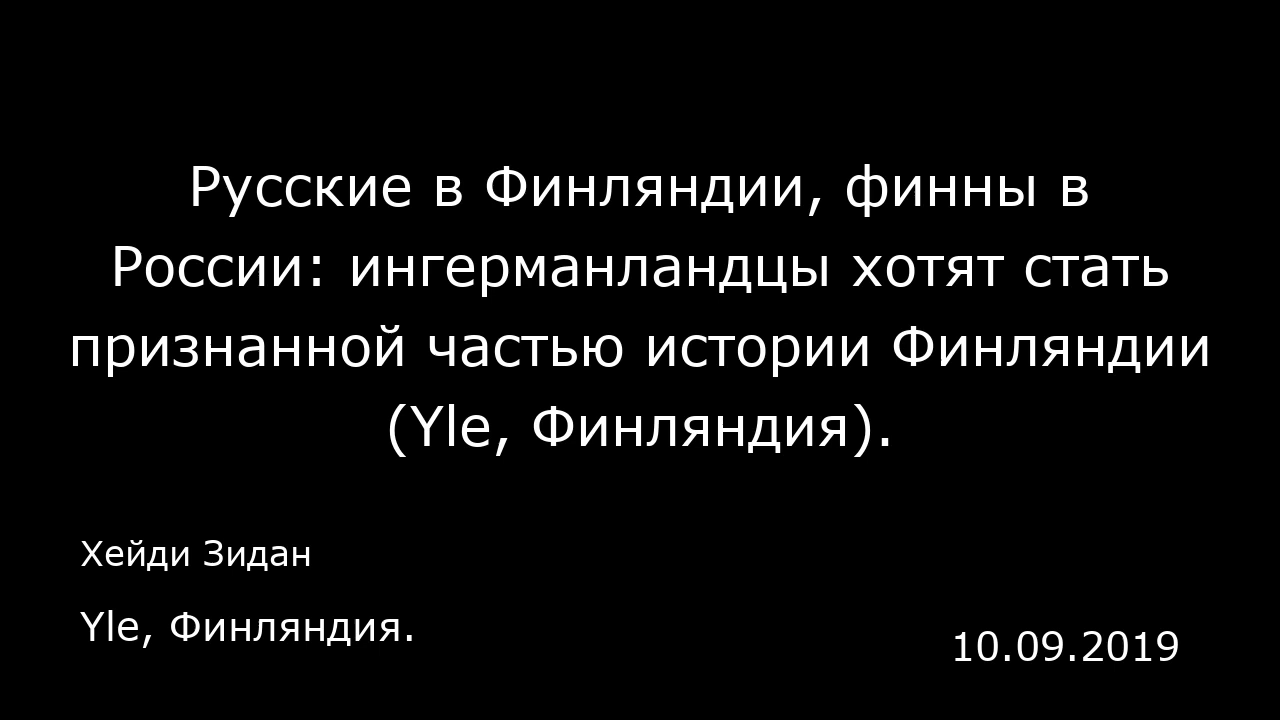 Русские в Финляндии, финны в
России: ингерманландцы хотят стать
признанной частью истории Финляндии
(Yle, Финляндия).
Хейди Зидан
Yle, Финляндия.
10.09.2019